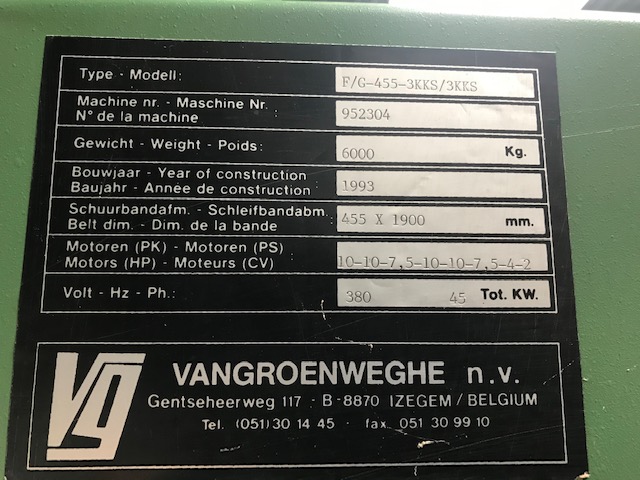 Type - Modell: F/G-455-3KKS/3KKS
Machine nr. - Maschine Nr.
N° de la machine 952304
Gewicht - Weight - Poids: 6000 Kg.
Bouwjaar - Year of construction
Baujahr - Année de construction 1993
Schuurbandafm. - Schleifbandabm.
Belt dim. - Dim. de la bande 455 X 1900 mm.
Motoren (PK) - Motoren (PS)
Motors (HP) - Moteurs (CV) 10-10-7,5-10-10-7,5-4-2
Volt - Hz - Ph.: 380 45 Tot. KW.
Vg VANGROENWEGHE n.v.
Gentseheerweg 117 - B-8870 IZEGEM / BELGIUM
Tel. (051) 30 14 45 - fax. 051 30 99 10